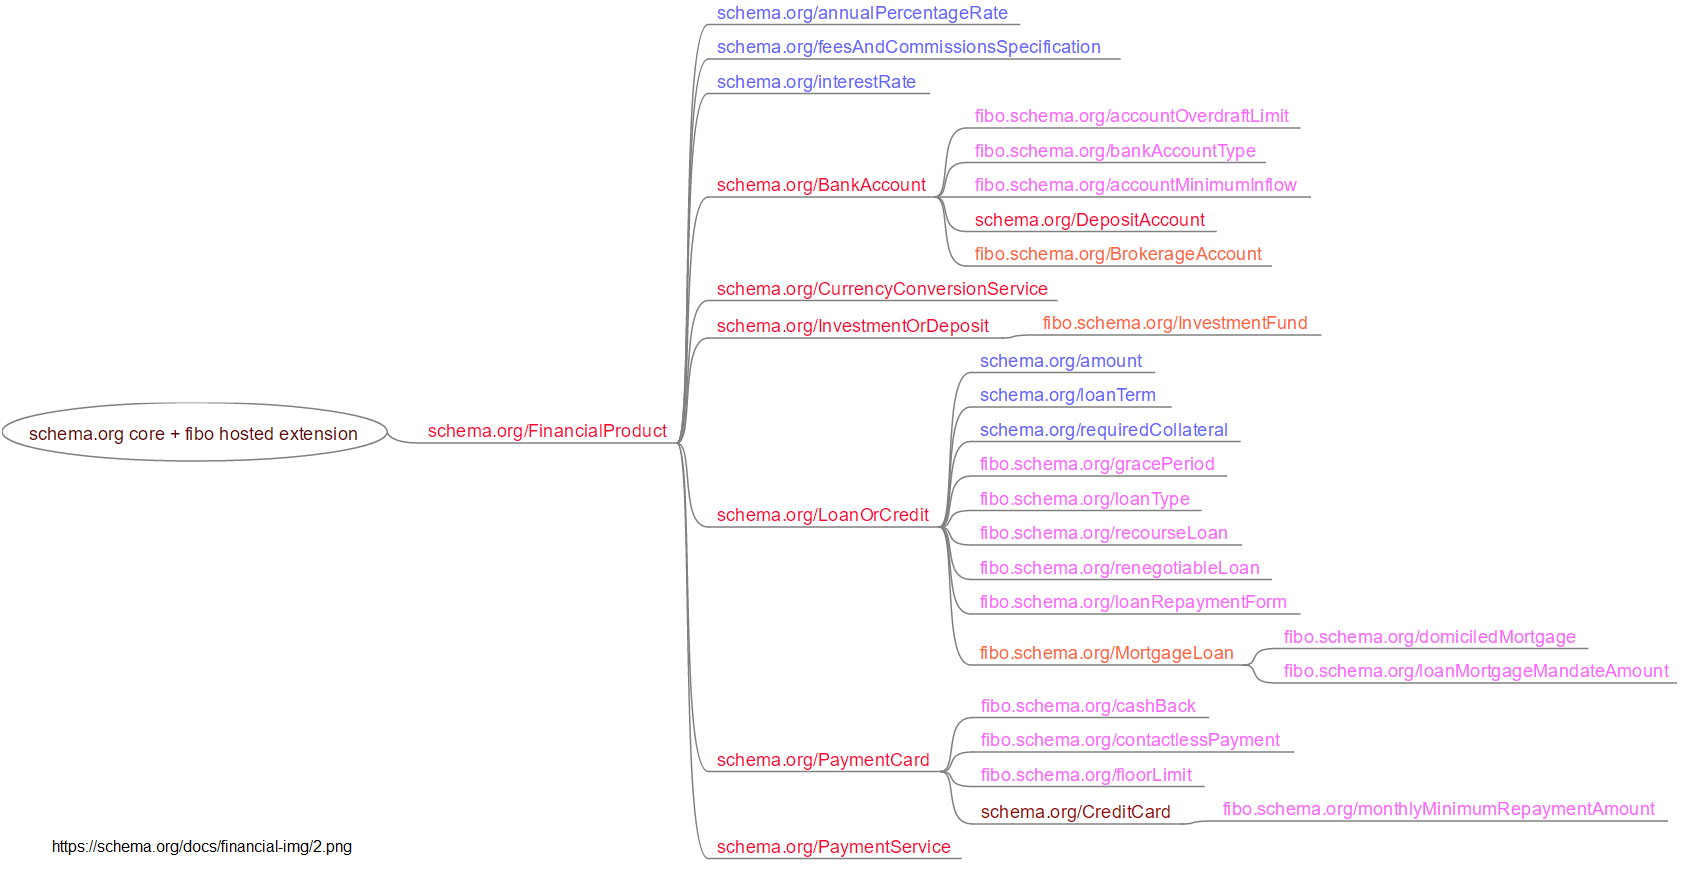 schema.org core + fibo hosted extension
schema.org/FinancialProduct
schema.org/annualPercentageRate
schema.org/feesAndCommissionsSpecification
schema.org/interestRate
schema.org/BankAccount
fibo.schema.org/accountOverdraftLimit
fibo.schema.org/bankAccountType
fibo.schema.org/accountMinimumInflow
schema.org/DepositAccount
fibo.schema.org/BrokerageAccount
schema.org/CurrencyConversionService
schema.org/InvestmentOrDeposit
fibo.schema.org/InvestmentFund
schema.org/LoanOrCredit
schema.org/amount
schema.org/loanTerm
schema.org/requiredCollateral
fibo.schema.org/gracePeriod
fibo.schema.org/loanType
fibo.schema.org/recourseLoan
fibo.schema.org/renegotiableLoan
fibo.schema.org/loanRepaymentForm
fibo.schema.org/MortgageLoan
fibo.schema.org/domiciledMortgage
fibo.schema.org/loanMortgageMandateAmount
schema.org/PaymentCard
fibo.schema.org/cashBack
fibo.schema.org/contactlessPayment
fibo.schema.org/floorLimit
schema.org/CreditCard
fibo.schema.org/monthlyMinimumRepaymentAmount
schema.org/PaymentService
https://schema.org/docs/financial-img/2.png